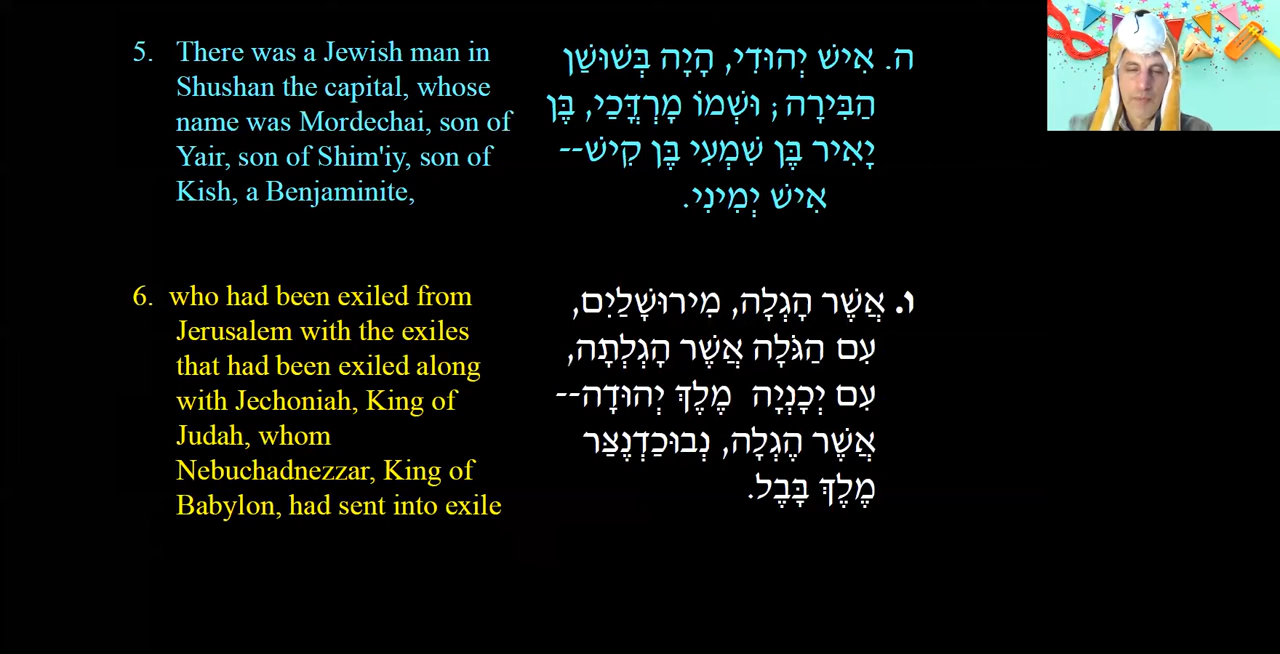 5. There was a Jewish man in
Shushan the capital, whose
name was Mordechai, son of
Yair, son of Shim'iy, son of
Kish, a Benjaminite,
ה. אִישׁ יְהוּדִי, הָיָה בְּשׁוּשַׁן
הַבִּירָה; וּשְׁמוֹ מָרְדֳּכַי, בֶּן
יָאִיר בֶּן שִׁמְעִי בֶּן קִישׁ--
אִישׁ יְמִינִי.
6. who had been exiled from
Jerusalem with the exiles
that had been exiled along
with Jechoniah, King of
Judah, whom
Nebuchadnezzar, King of
Babylon, had sent into exile
ו. אֲשֶׁר הָגְלָה, מִירוּשָׁלַיִם,
עִם הַגֹּלָה אֲשֶׁר הָגְלְתָה,
עִם יְכָנְיָה מֶלֶךְ יְהוּדָה--
אֲשֶׁר הֶגְלָה, נְבוּכַדְנֶצַּר
מֶלֶךְ בָּבֶל.